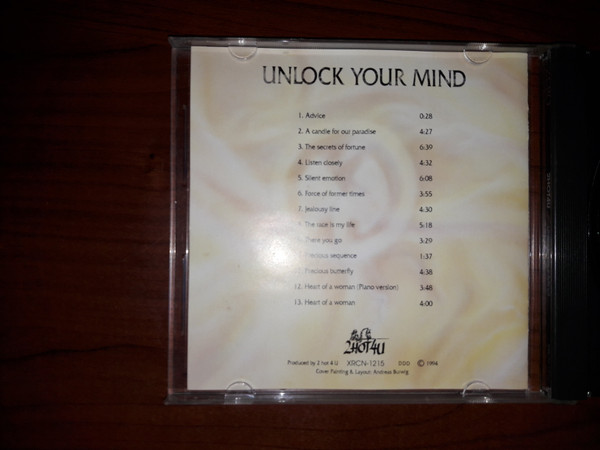 UNLOCK YOUR MIND
1. Advice 0:28
2. A candle for our paradise 4:27
3. The secrets of fortune 6:39
4. Listen closely 4:32
5. Silent emotion 6:08
6. Force of former times 3:55
7. Jealousy line 4:30
The race is my life 5:18
There you go 3:29
Precious sequence 1:37
Precious butterfly 4:38
12. Heart of a woman (Piano version) 3:48
13. Heart of a woman 4:00
2HOT4U
Produced by 2 hot 4 U XRCN-1215 DDD © 1994
Cover Painting & Layout: Andreas Bulwig